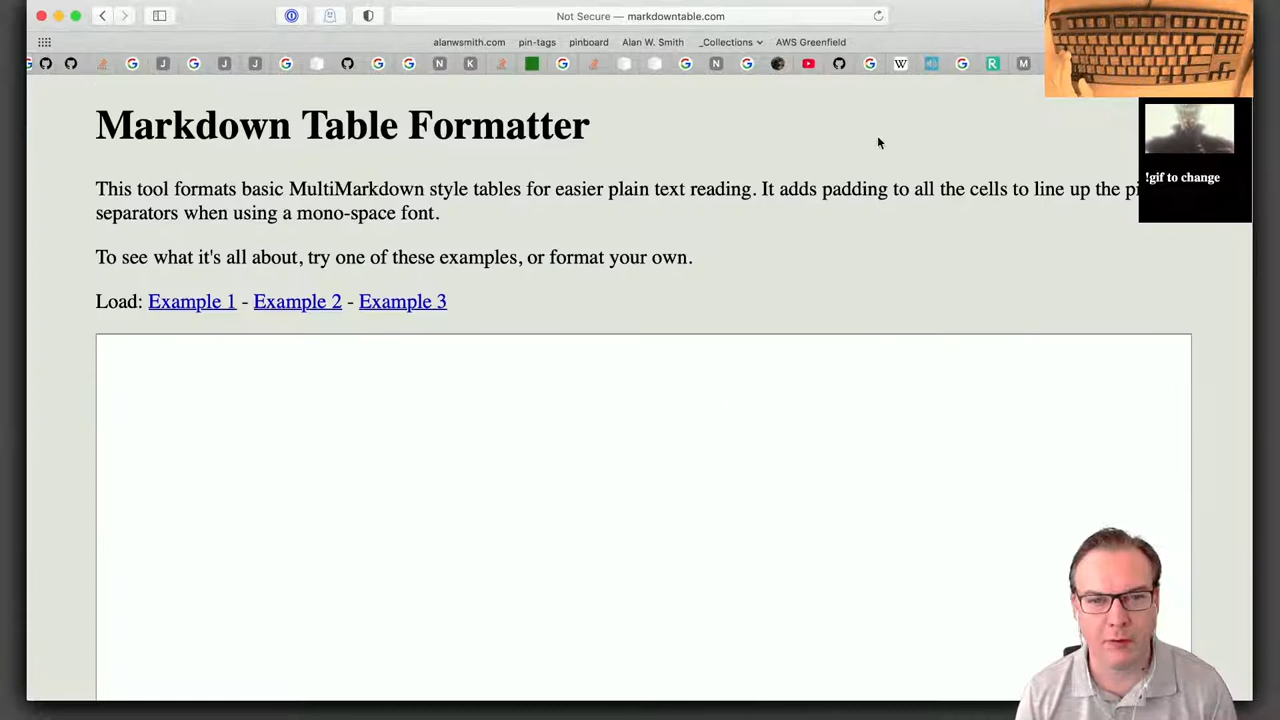 Not Secure — markdowntable.com
alanwsmith.com pin-tags pinboard Alan W. Smith _Collections AWS Greenfield
Markdown Table Formatter
This tool formats basic MultiMarkdown style tables for easier plain text reading. It adds padding to all the cells to line up the pi
separators when using a mono-space font.
!gif to change
To see what it's all about, try one of these examples, or format your own.
Load: Example 1 - Example 2 - Example 3